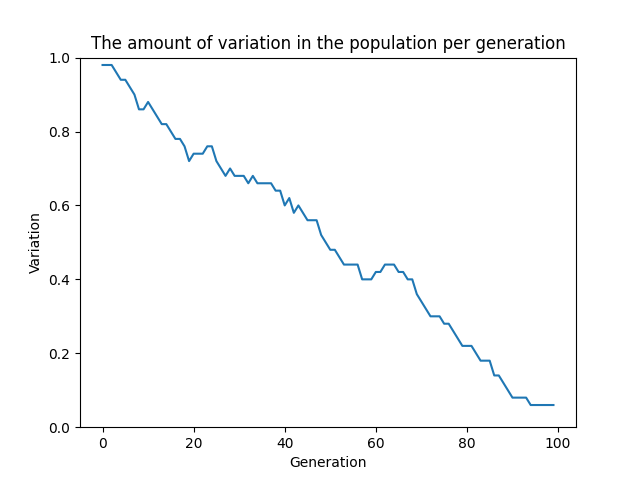 The amount of variation in the population per generation
1.0
0.8
0.6
0.4
0.2
0.0
Variation
0 20 40 60 80 100
Generation